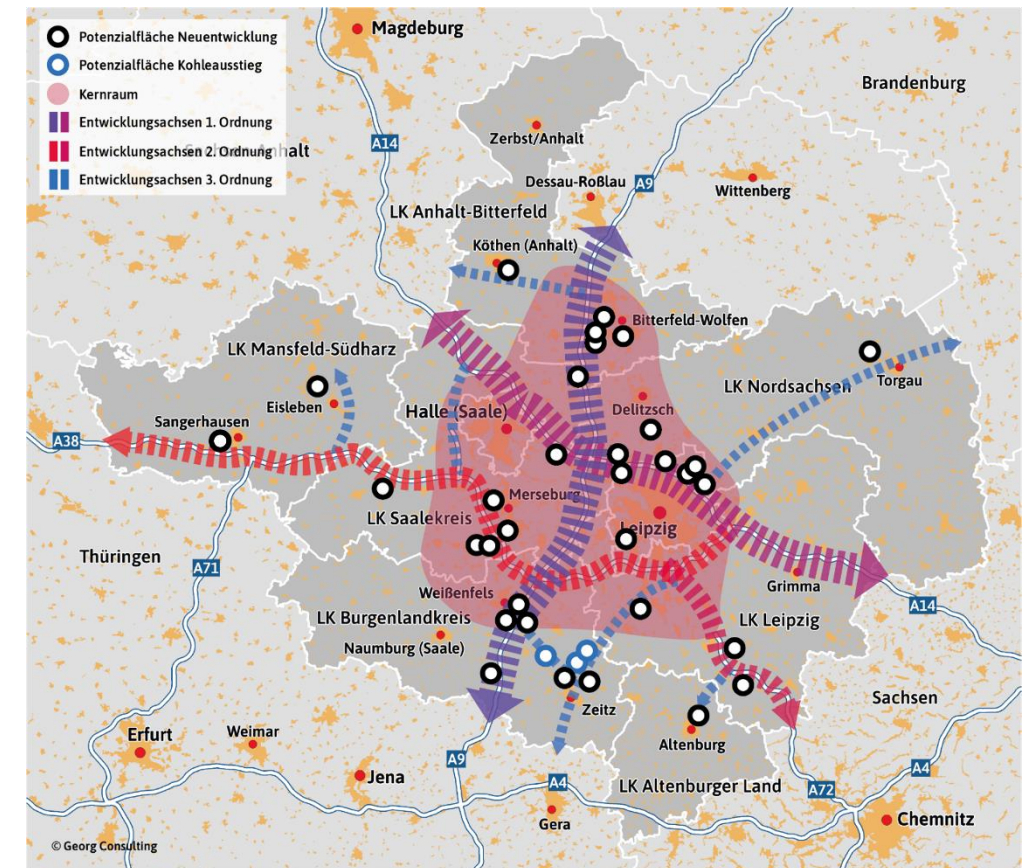 Potenzialfläche Neuentwicklung
Potenzialfläche Kohleausstieg
Kernraum
Entwicklungsachsen 1. Ordnung
Entwicklungsachsen 2. Ordnung
Entwicklungsachsen 3. Ordnung
Magdeburg
Brandenburg
Sachsen-Anhalt
A14
Zerbst/Anhalt
Dessau-Roßlau
A9
Wittenberg
LK Anhalt-Bitterfeld
Köthen (Anhalt)
Bitterfeld-Wolfen
LK Mansfeld-Südharz
LK Nordsachsen
Torgau
Eisleben
Halle (Saale)
Delitzsch
Sangerhausen
A38
Merseburg
LK Saalekreis
Leipzig
Thüringen
A71
Grimma
A14
Weißenfels
LK Burgenlandkreis
LK Leipzig
Naumburg (Saale)
Sachsen
Zeitz
Erfurt
Weimar
Altenburg
A9
Jena
A4
LK Altenburger Land
A72
A4
Gera
Chemnitz
© Georg Consulting